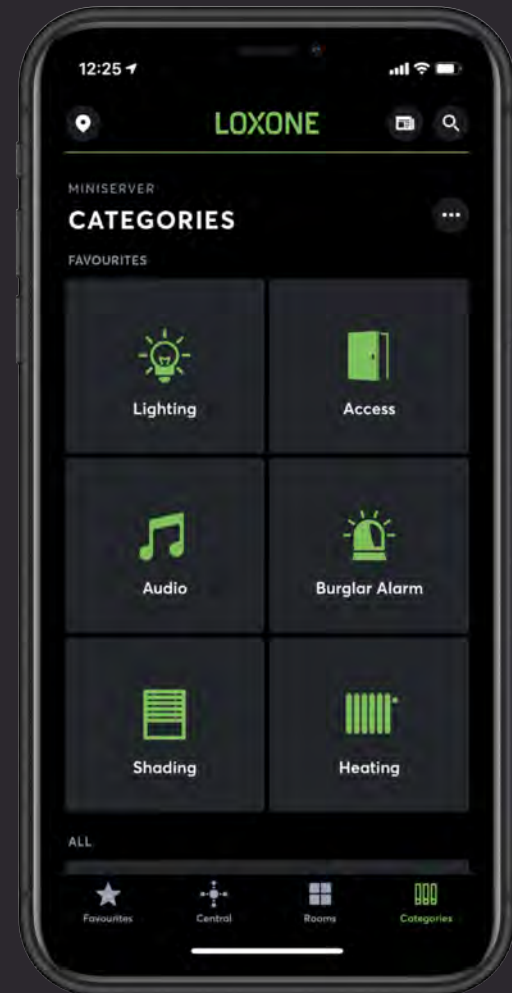 12:25
LOXONE
MINISERVER
CATEGORIES
FAVOURITES
Lighting
Access
Audio
Burglar Alarm
Shading
Heating
ALL
Favourites
Central
Rooms
Categories